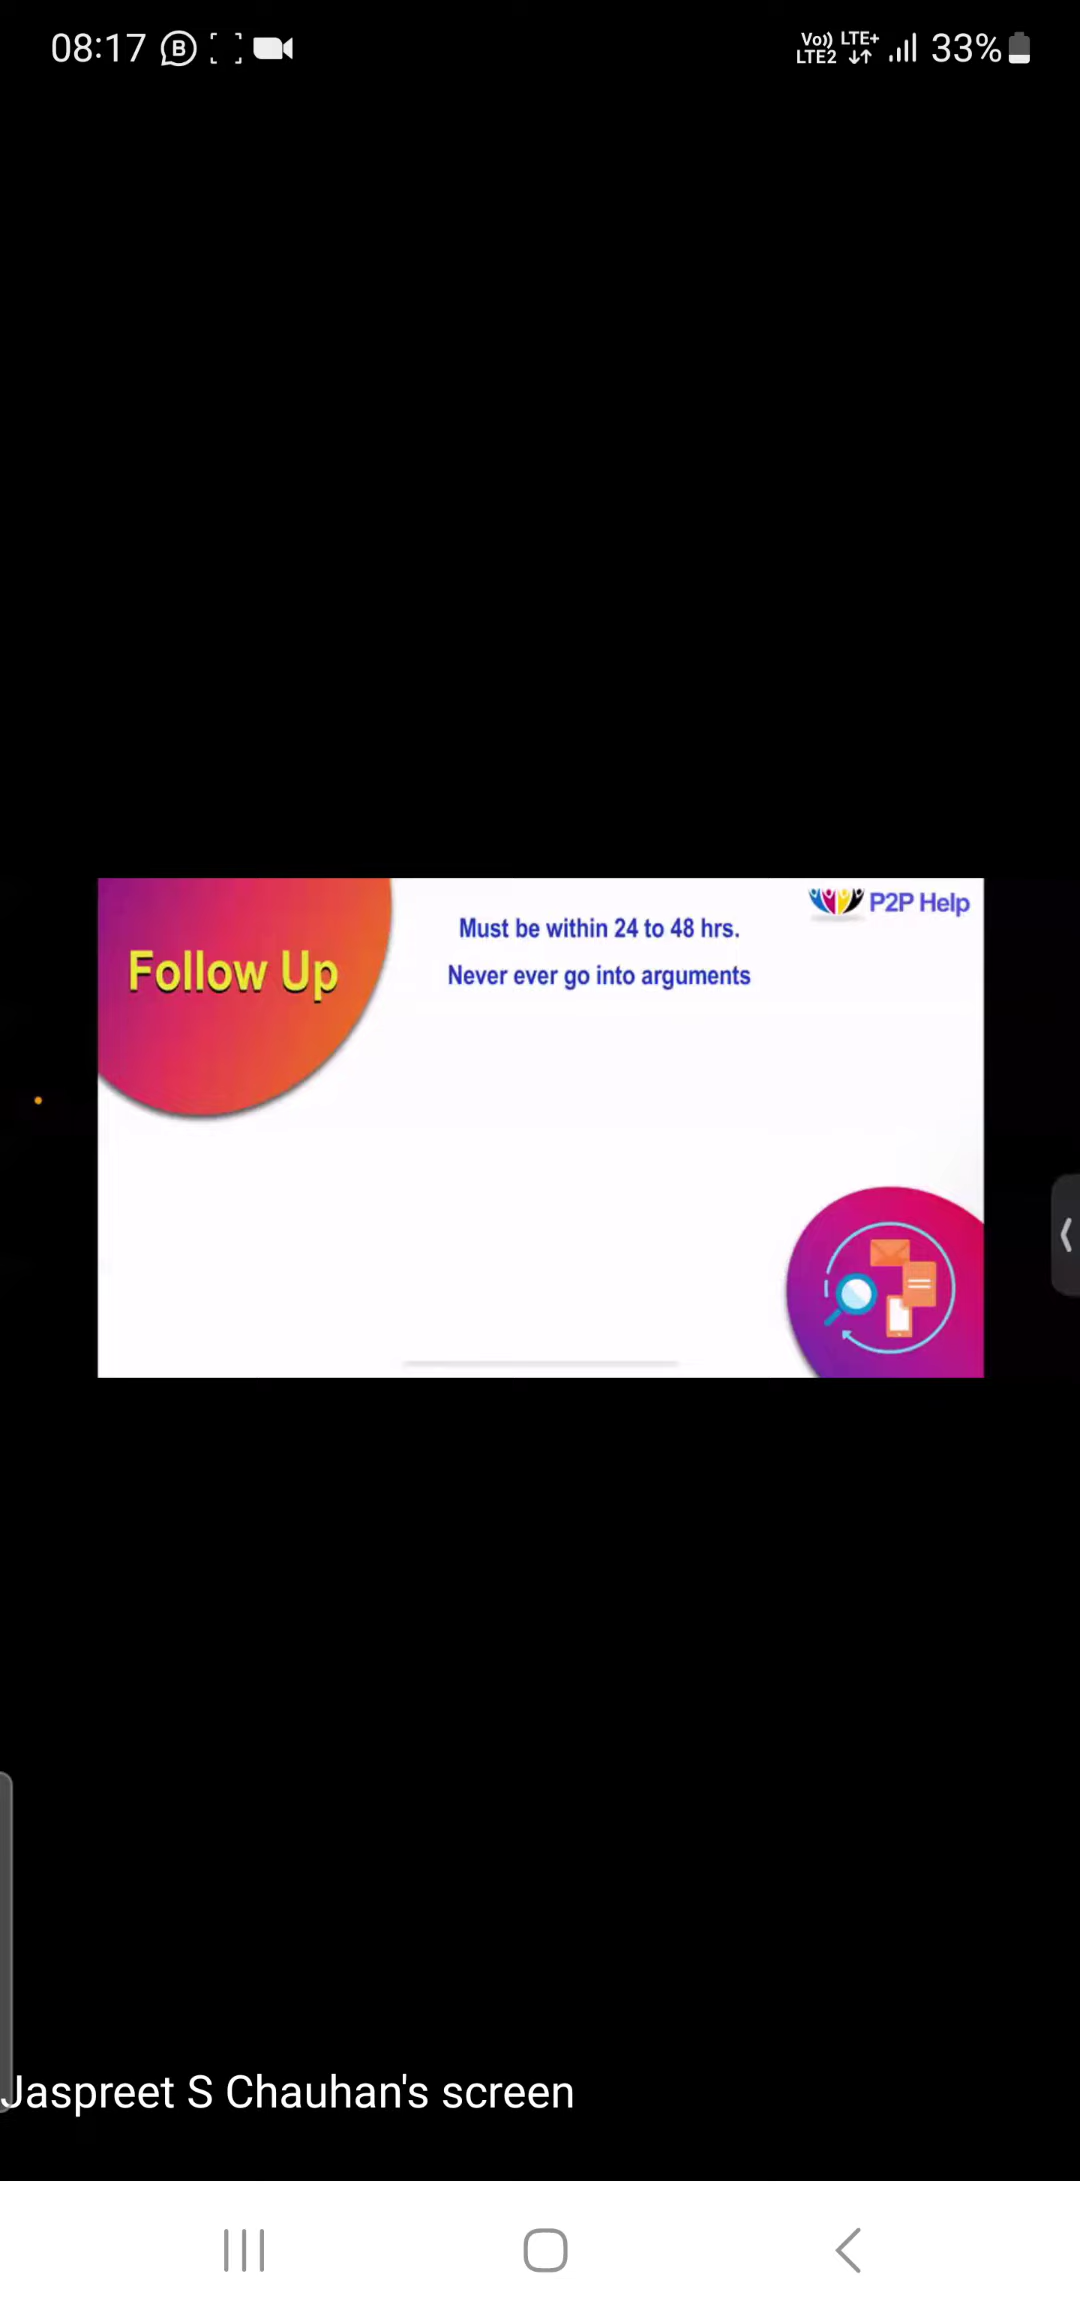 08:17
Vo)) LTE+
LTE2
33%
P2P Help
Follow Up
Must be within 24 to 48 hrs.
Never ever go into arguments
Jaspreet S Chauhan's screen